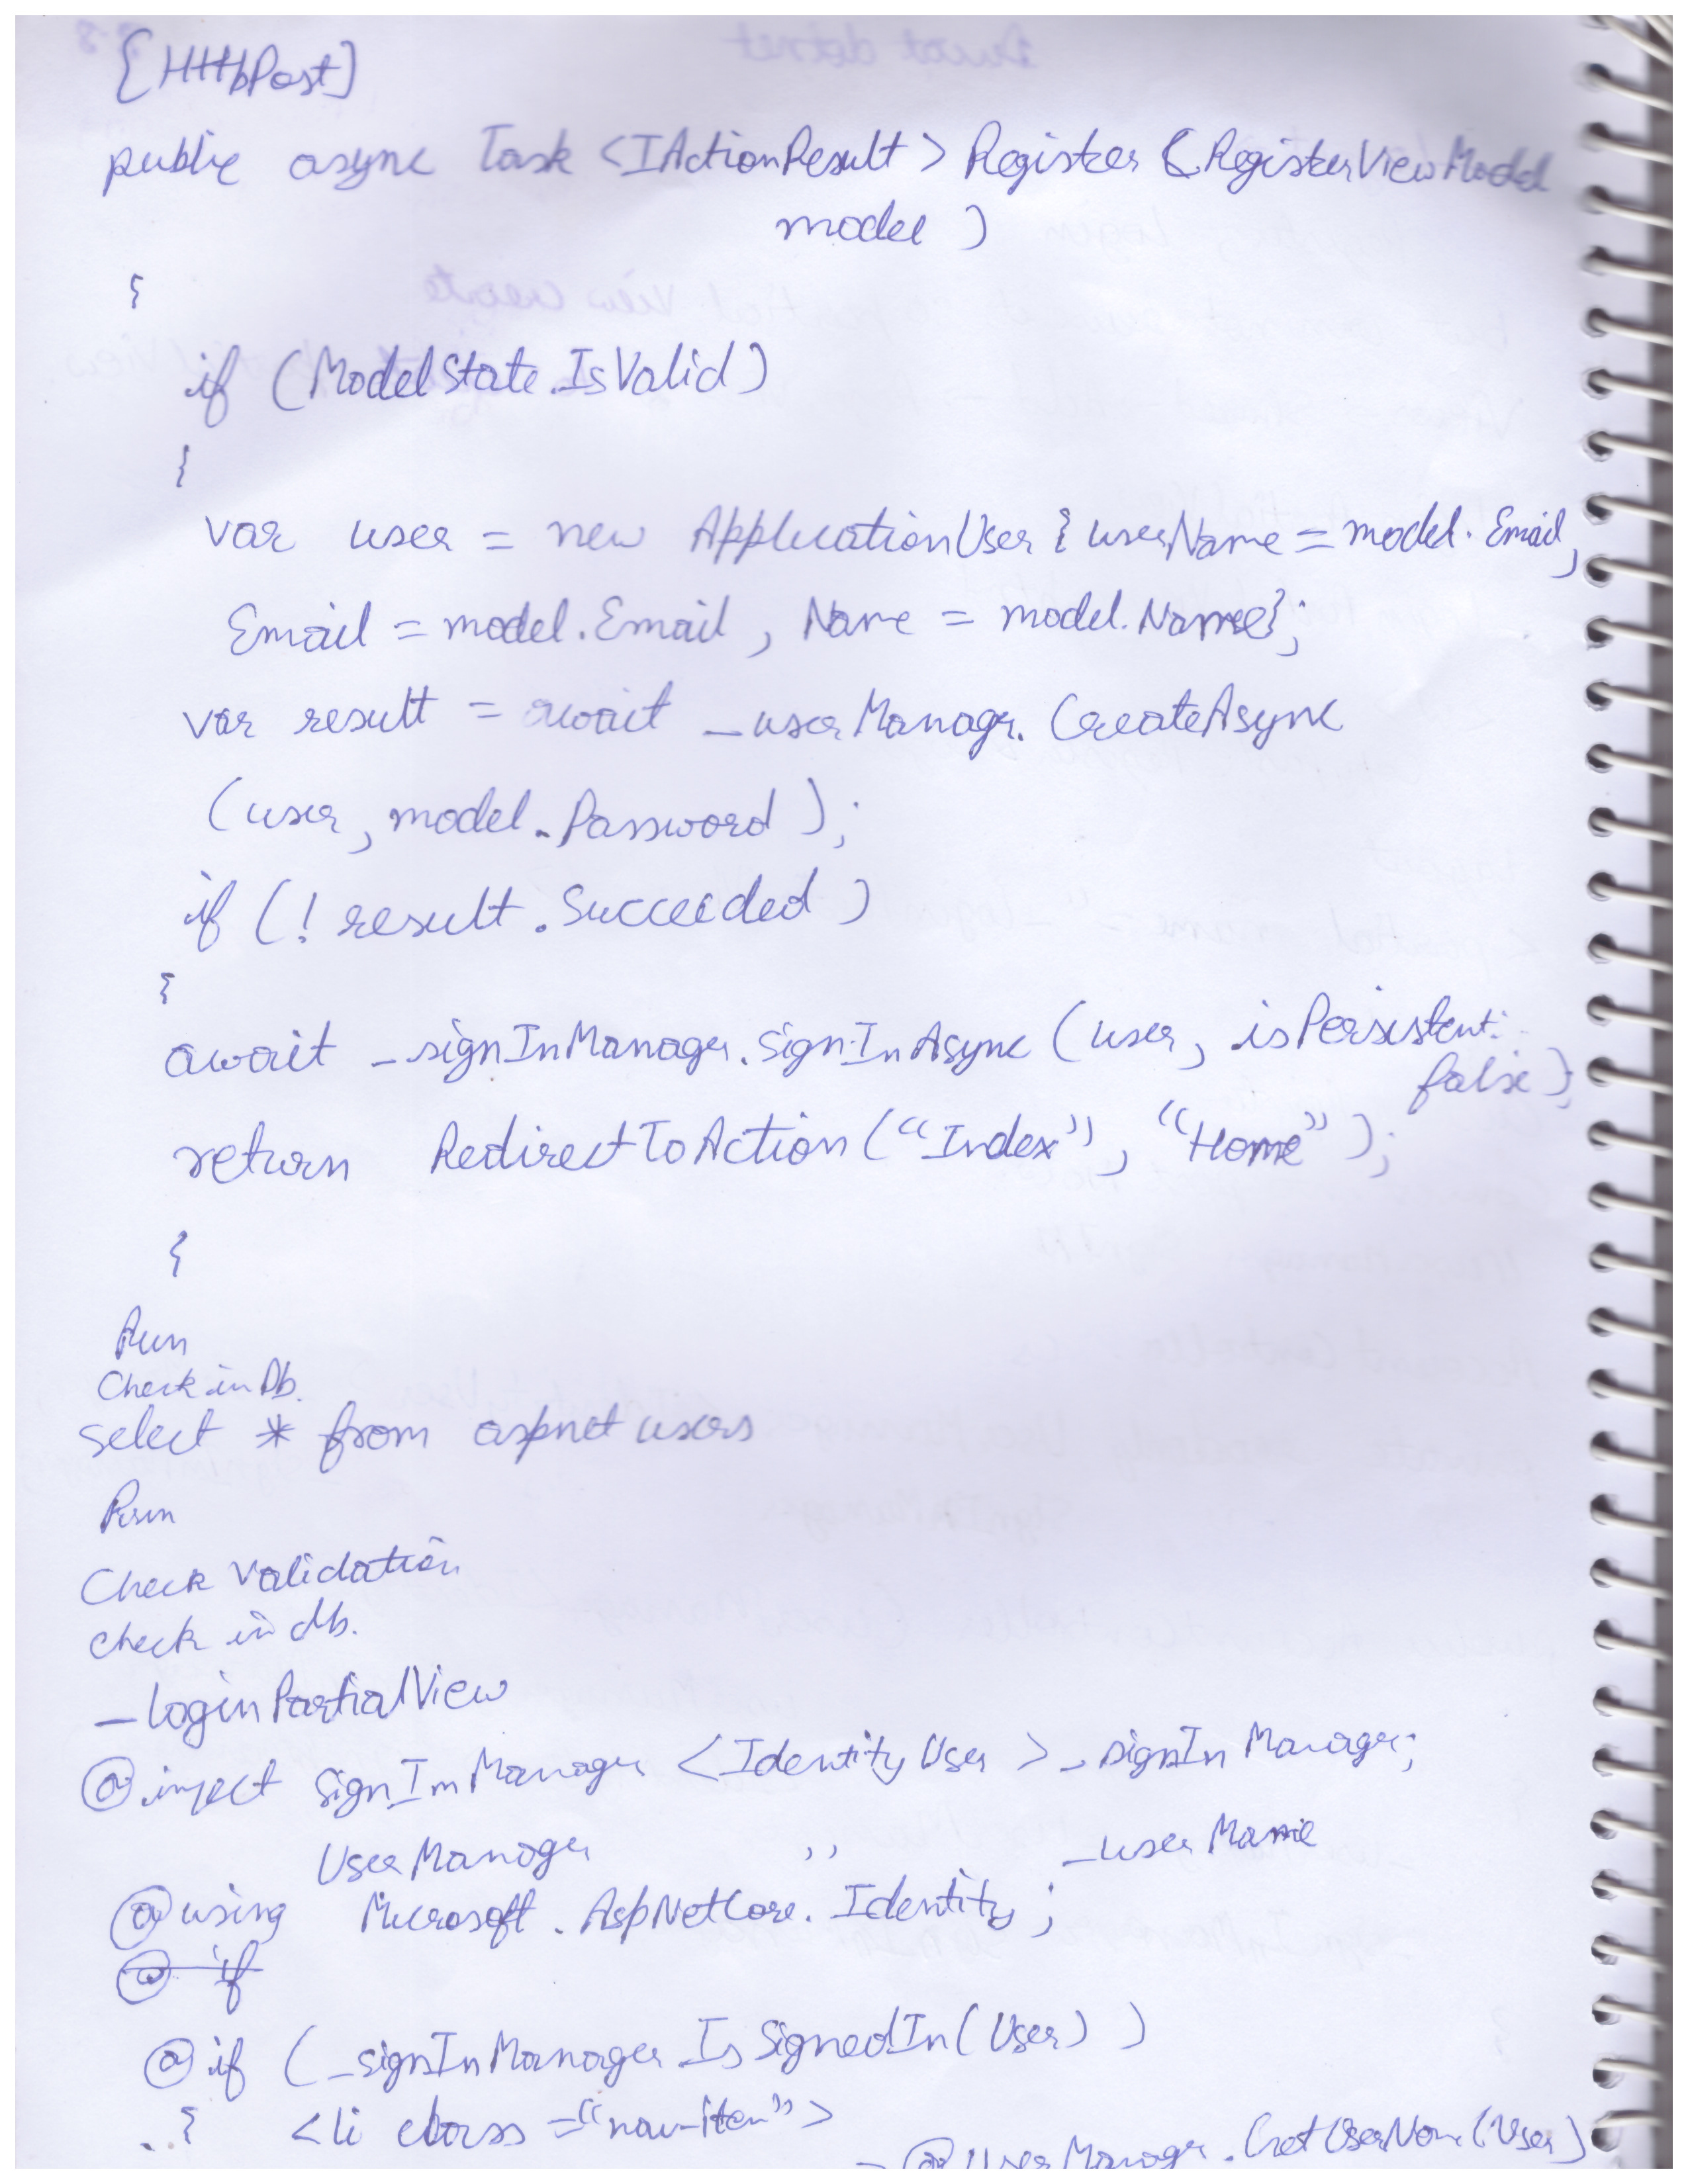 [HttpPost]
public async Task <IActionResult> Register (RegisterViewModel
model )
{
if (ModelState.IsValid)
{
var user = new ApplicationUser { userName = model.Email,
Email = model.Email , Name = model.Name};
var result = await _userManagr. CreateAsync
(user, model.Password );
if (! result.Succeeded )
{
await _signInManager.SignInAsync (user, isPersistent:
false);
return RedirectToAction ("Index"), "Home" );
{
Run
Check in Db.
select * from aspnet users
Run
Check Validation
check in db.
_loginPartialView
@inject SignInManager <IdentityUser > _signInManager;
UserManager " _userName
@using Microsoft.AspNetCore.Identity;
@ if
@if (_signInManager.IsSignedIn(User) )
{ <li class="nav-item">
_ @UserManager.GetUserName(User)